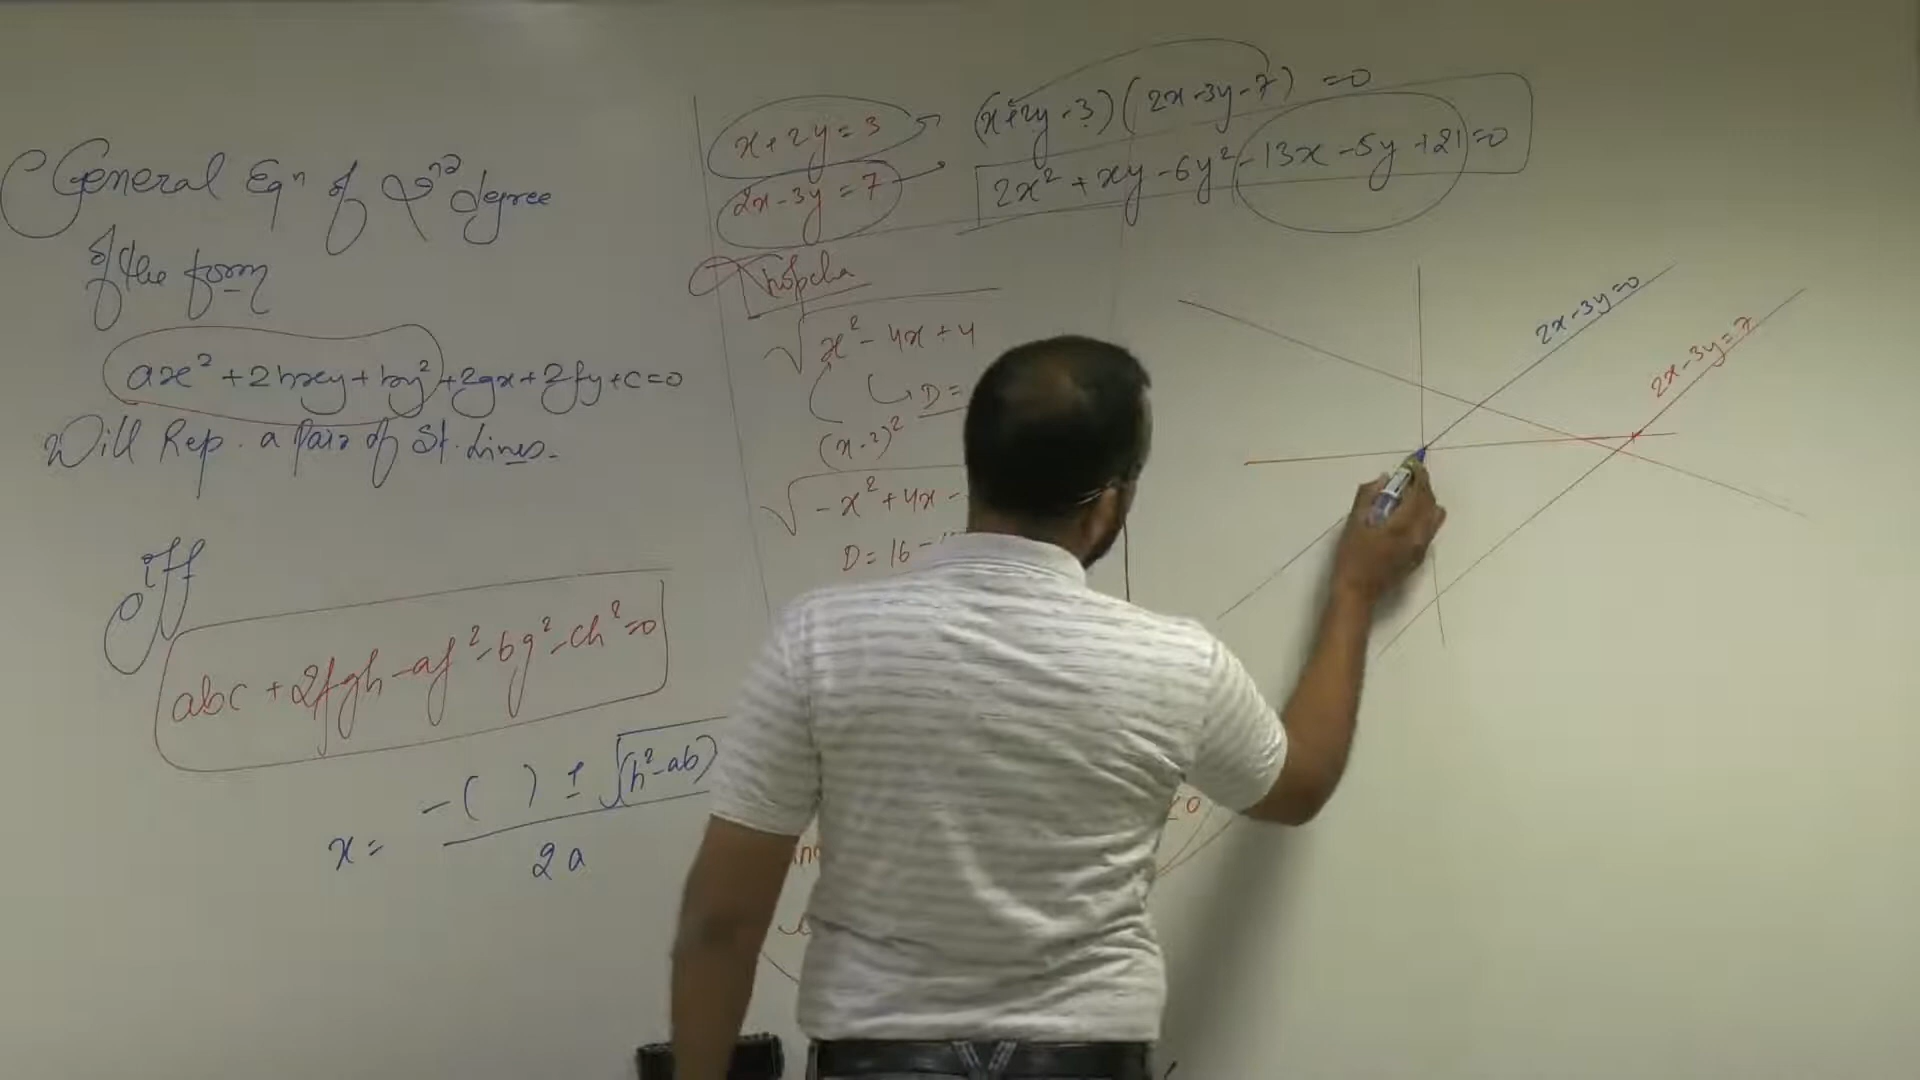 General Eqⁿ of 2ⁿᵈ degree
of the form
ax² + 2hxy + by² + 2gx + 2fy + c = 0
Will Rep. a pair of St. Lines.
iff
abc + 2fgh - af² - bg² - ch² = 0
x = -( ) ± √(h²-ab)
2a
x + 2y = 3
2x - 3y = 7
(x+2y-3)(2x-3y-7) = 0
2x² + xy - 6y² - 13x - 5y + 21 = 0
√x² - 4x + 4
D =
(x-2)²
√-x² + 4x -
D = 16 -
2x-3y=0
2x-3y=7